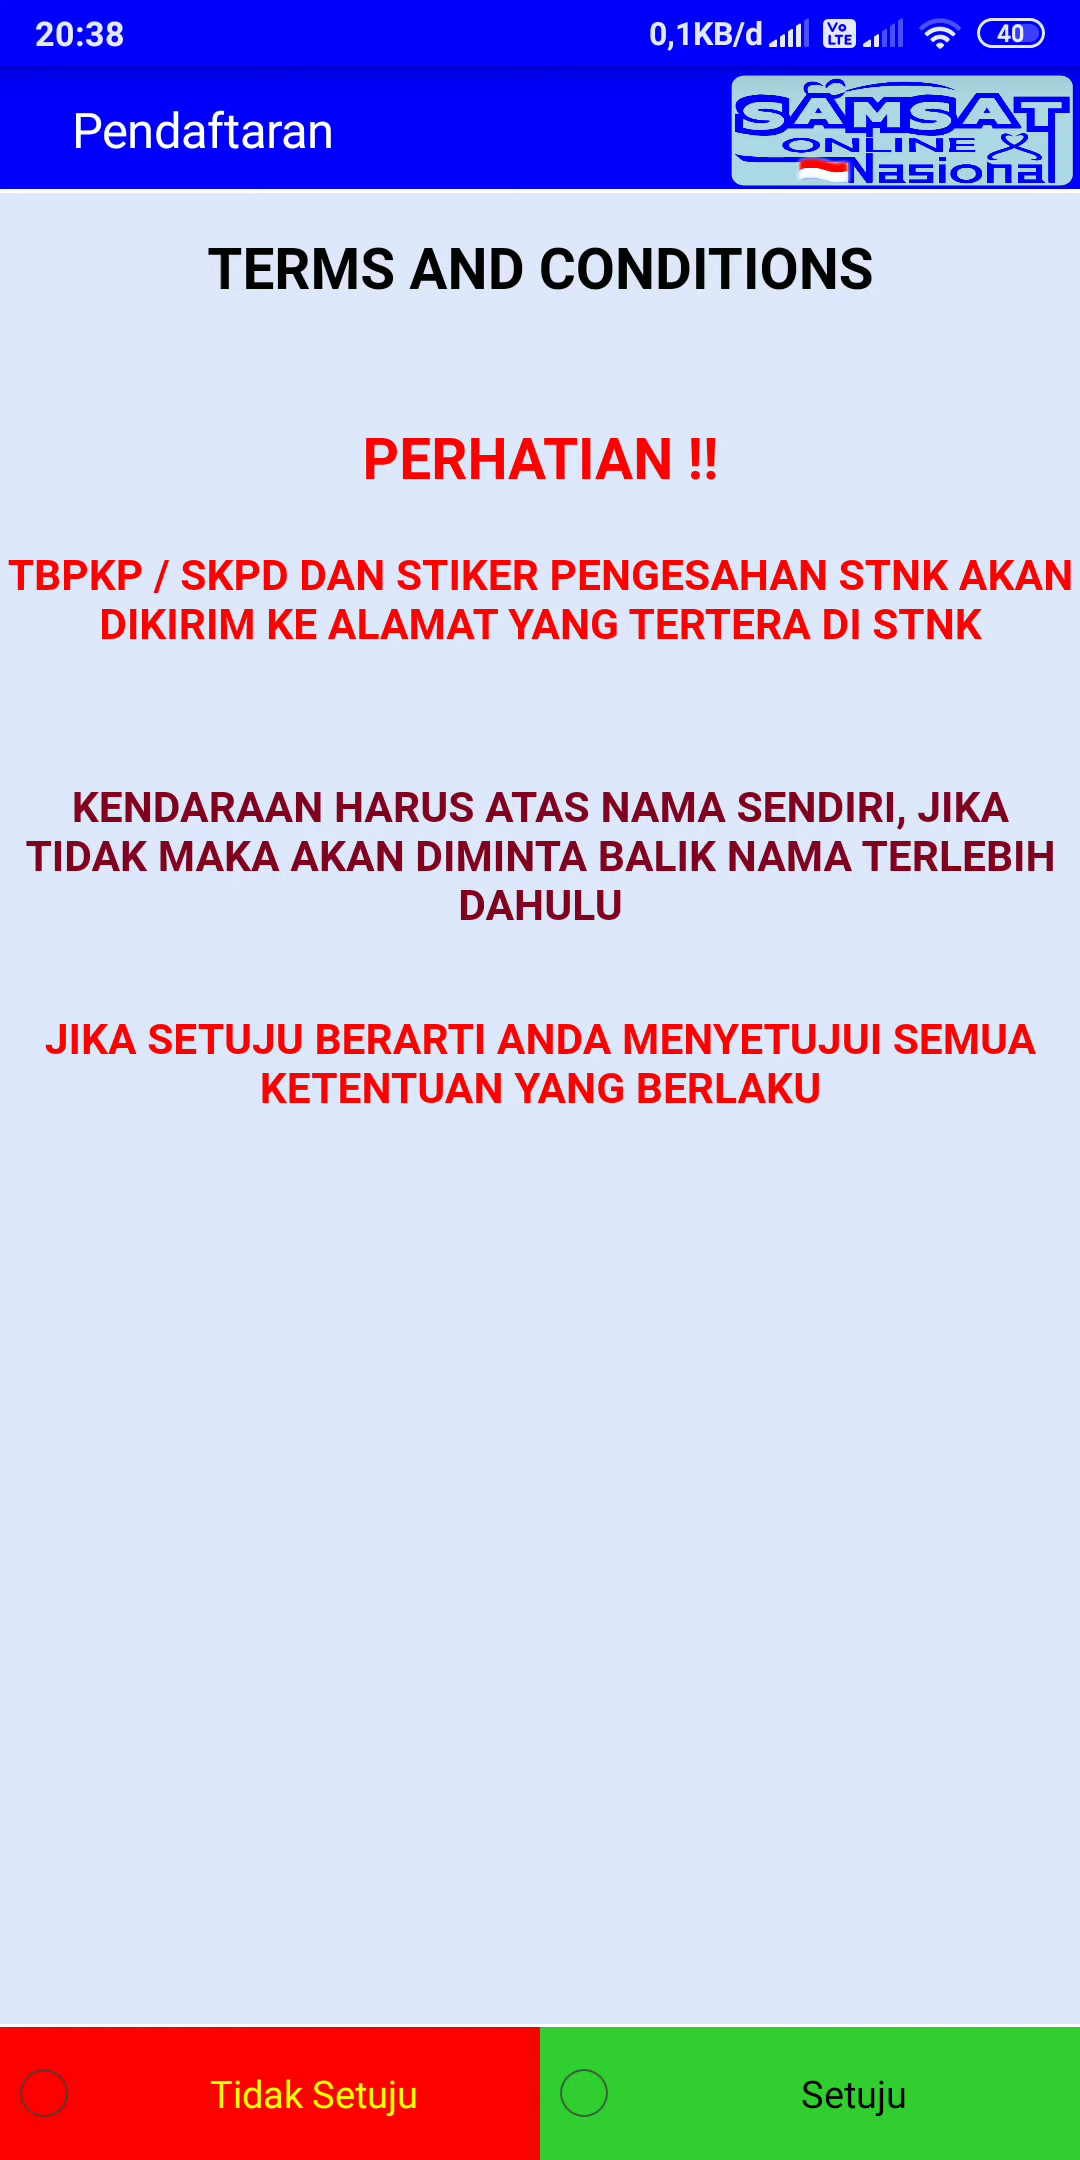 20:38
0,1KB/d
Vo LTE
40
Pendaftaran
SAMSAT
ONLINE
Nasional
TERMS AND CONDITIONS
PERHATIAN !!
TBPKP / SKPD DAN STIKER PENGESAHAN STNK AKAN
DIKIRIM KE ALAMAT YANG TERTERA DI STNK
KENDARAAN HARUS ATAS NAMA SENDIRI, JIKA
TIDAK MAKA AKAN DIMINTA BALIK NAMA TERLEBIH
DAHULU
JIKA SETUJU BERARTI ANDA MENYETUJUI SEMUA
KETENTUAN YANG BERLAKU
Tidak Setuju
Setuju